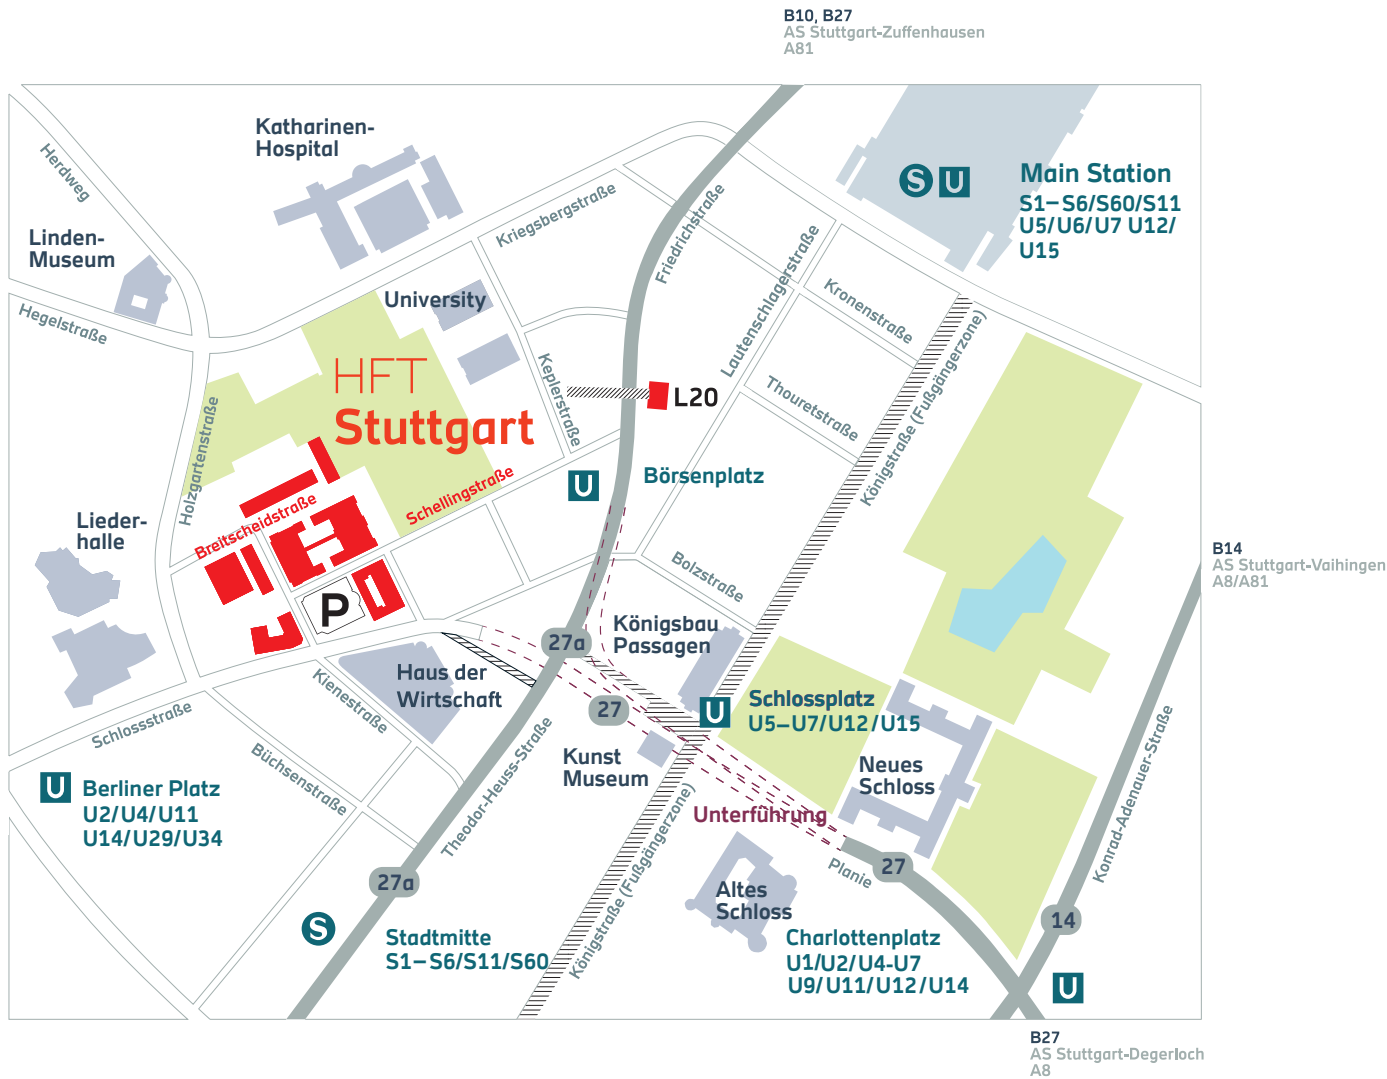 B10, B27
AS Stuttgart-Zuffenhausen
A81
Katharinen-
Hospital
Herdweg
Linden-
Museum
Hegelstraße
Kriegsbergstraße
Friedrichstraße
S
U
Main Station
S1–S6/S60/S11
U5/U6/U7 U12/
U15
University
Lautenschlagerstraße
Kronenstraße
Keplerstraße
Thouretstraße
L20
HFT
Stuttgart
Holzgartenstraße
Königstraße (Fußgängerzone)
Schellingstraße
U
Börsenplatz
Breitscheidstraße
Lieder-
halle
P
Bolzstraße
B14
AS Stuttgart-Vaihingen
A8/A81
27a
Königsbau
Passagen
Haus der
Wirtschaft
Kienestraße
27
U
Schlossplatz
U5–U7/U12/U15
Schlossstraße
Büchsenstraße
Theodor-Heuss-Straße
Kunst
Museum
Neues
Schloss
Konrad-Adenauer-Straße
U
Berliner Platz
U2/U4/U11
U14/U29/U34
Unterführung
Planie
27
27a
Altes
Schloss
14
S
Stadtmitte
S1–S6/S11/S60
Königstraße (Fußgängerzone)
Charlottenplatz
U1/U2/U4-U7
U9/U11/U12/U14
U
B27
AS Stuttgart-Degerloch
A8